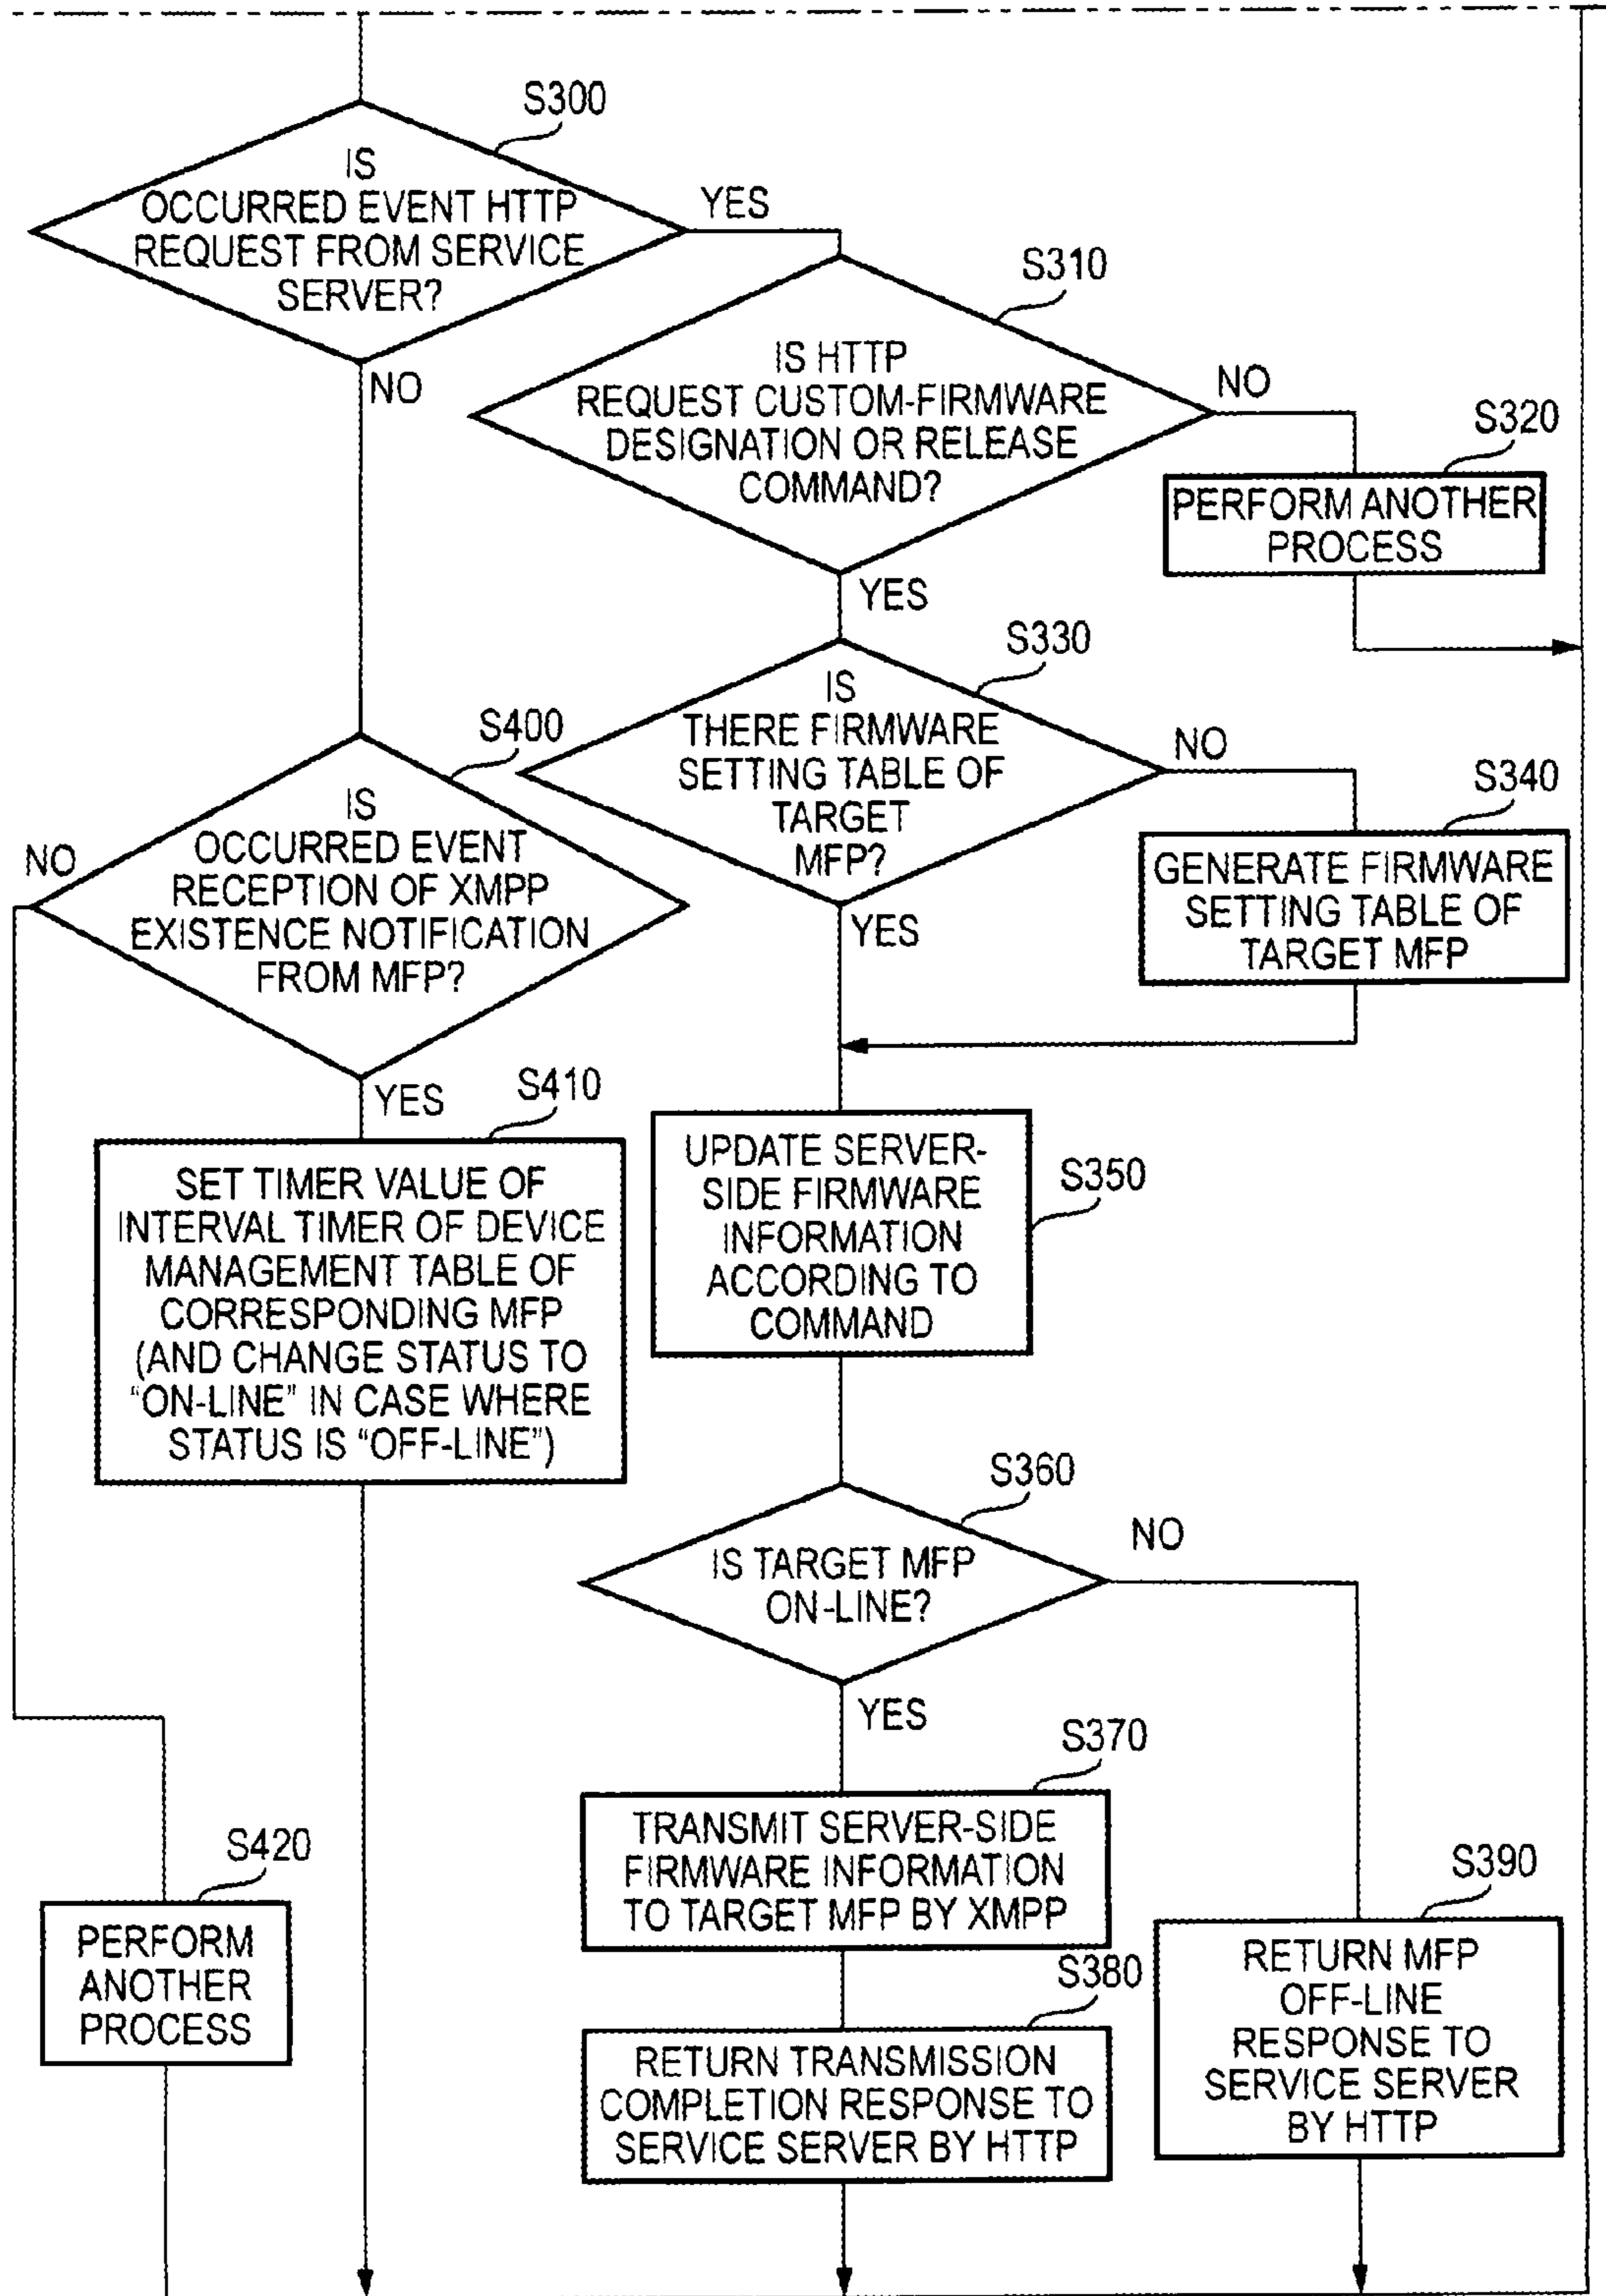 S300
IS
OCCURRED EVENT HTTP
REQUEST FROM SERVICE
SERVER?
YES
NO
S310
IS HTTP
REQUEST CUSTOM-FIRMWARE
DESIGNATION OR RELEASE
COMMAND?
NO
YES
S320
PERFORM ANOTHER
PROCESS
S330
IS
THERE FIRMWARE
SETTING TABLE OF
TARGET
MFP?
NO
YES
S340
GENERATE FIRMWARE
SETTING TABLE OF
TARGET MFP
S400
IS
OCCURRED EVENT
RECEPTION OF XMPP
EXISTENCE NOTIFICATION
FROM MFP?
NO
YES
S410
SET TIMER VALUE OF
INTERVAL TIMER OF DEVICE
MANAGEMENT TABLE OF
CORRESPONDING MFP
(AND CHANGE STATUS TO
"ON-LINE" IN CASE WHERE
STATUS IS "OFF-LINE")
S350
UPDATE SERVER-
SIDE FIRMWARE
INFORMATION
ACCORDING TO
COMMAND
S360
IS TARGET MFP
ON-LINE?
NO
YES
S370
TRANSMIT SERVER-SIDE
FIRMWARE INFORMATION
TO TARGET MFP BY XMPP
S380
RETURN TRANSMISSION
COMPLETION RESPONSE TO
SERVICE SERVER BY HTTP
S390
RETURN MFP
OFF-LINE
RESPONSE TO
SERVICE SERVER
BY HTTP
S420
PERFORM
ANOTHER
PROCESS